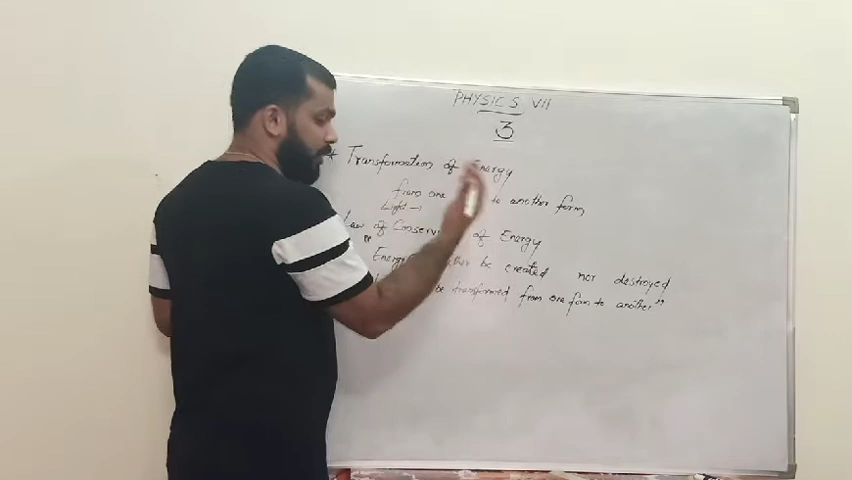 PHYSICS VII
3
* Transformation of Energy
from one to another form
Light →
Law of Conserv of Energy
" Energy be created nor destroyed
be transformed from one form to another"